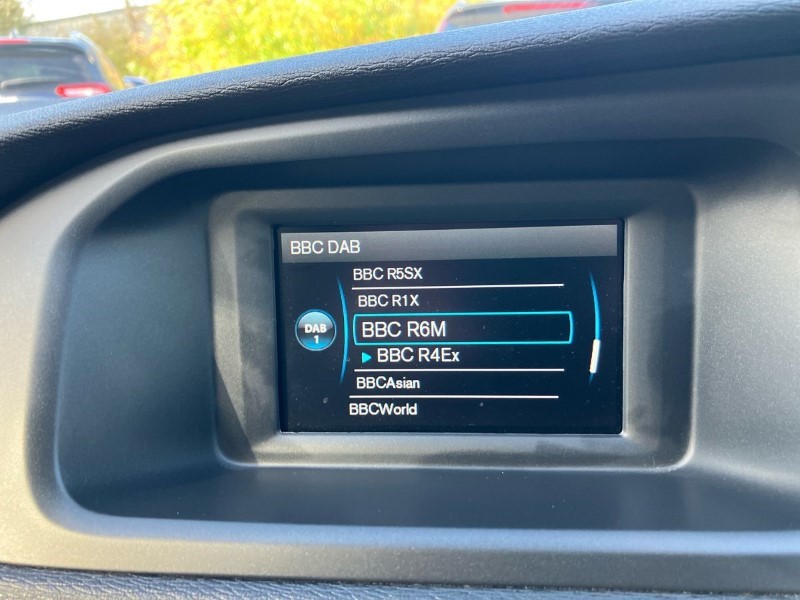 BBC DAB
BBC R5SX
BBC R1X
DAB
1
BBC R6M
BBC R4Ex
BBCAsian
BBCWorld